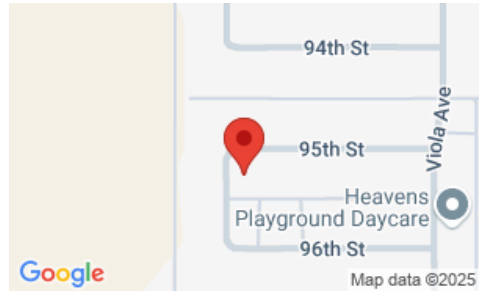 94th St
Viola Ave
95th St
Heavens
Playground Daycare
96th St
Google
Map data ©2025